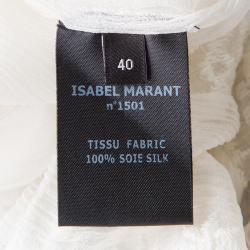 40
ISABEL MARANT
n°1501
TISSU FABRIC
100% SOIE SILK